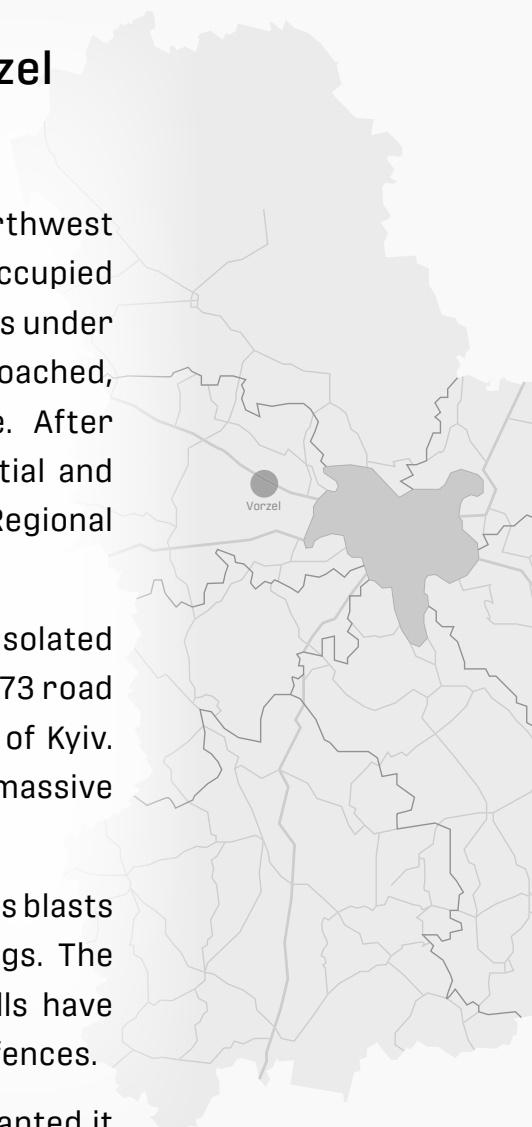 zel
rthwest
ccupied
s under
oached,
e. After
tial and
Regional
solated
73 road
of Kyiv.
massive
s blasts
gs. The
lls have
fences.
anted it
Vorzel